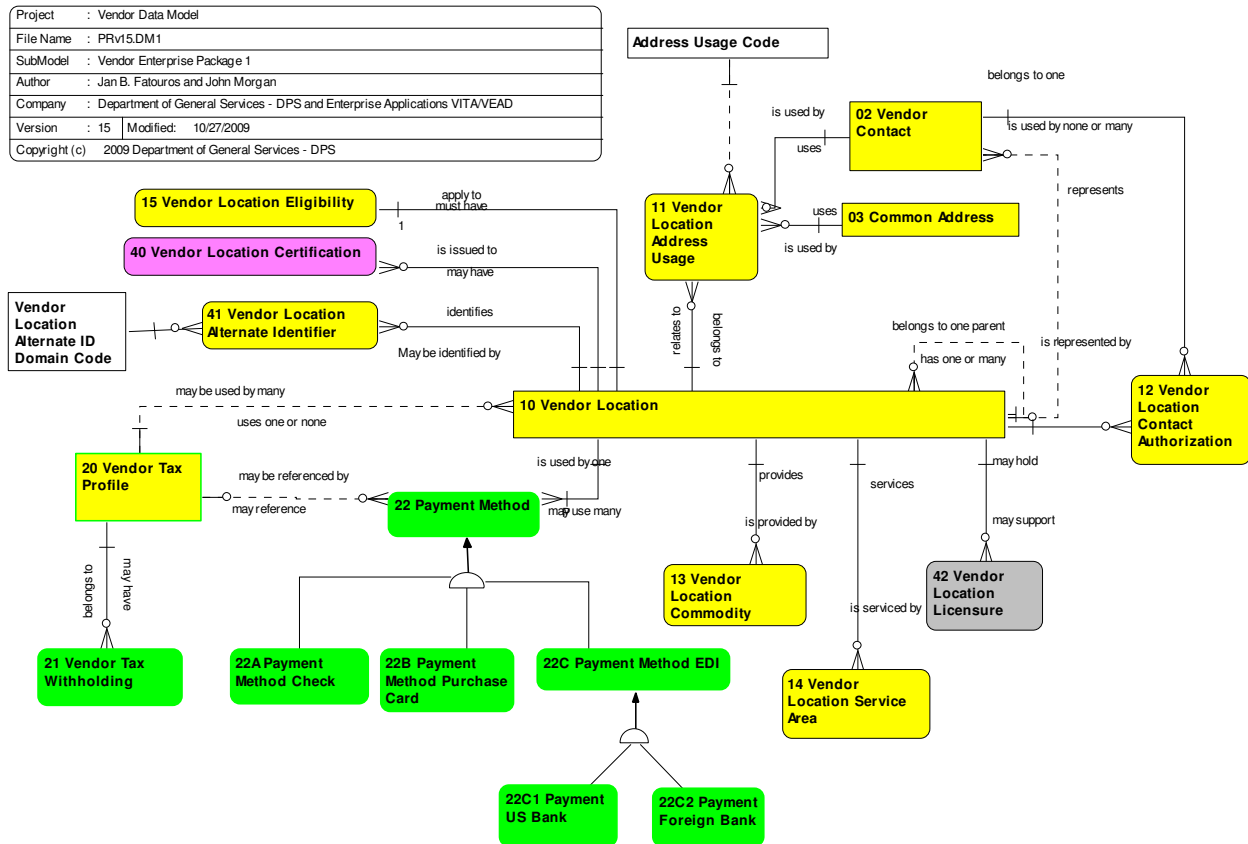 Project : Vendor Data Model
File Name : PRv15.DM1
SubModel : Vendor Enterprise Package 1
Author : Jan B. Fatouros and John Morgan
Company : Department of General Services - DPS and Enterprise Applications VITA/VEAD
Version : 15 Modified: 10/27/2009
Copyright (c) 2009 Department of General Services - DPS
Address Usage Code
belongs to one
02 Vendor
Contact
is used by
uses
is used by none or many
represents
15 Vendor Location Eligibility
apply to
must have
1
11 Vendor
Location
Address
Usage
uses
03 Common Address
is used by
40 Vendor Location Certification
is issued to
may have
Vendor
Location
Alternate ID
Domain Code
41 Vendor Location
Alternate Identifier
identifies
May be identified by
relates to
belongs to
belongs to one parent
has one or many
is represented by
may be used by many
uses one or none
10 Vendor Location
12 Vendor
Location
Contact
Authorization
20 Vendor Tax
Profile
may be referenced by
may reference
22 Payment Method
is used by one
may use many
provides
is provided by
services
is serviced by
may hold
may support
belongs to
may have
13 Vendor
Location
Commodity
42 Vendor
Location
Licensure
21 Vendor Tax
Withholding
22A Payment
Method Check
22B Payment
Method Purchase
Card
22C Payment Method EDI
14 Vendor
Location Service
Area
22C1 Payment
US Bank
22C2 Payment
Foreign Bank